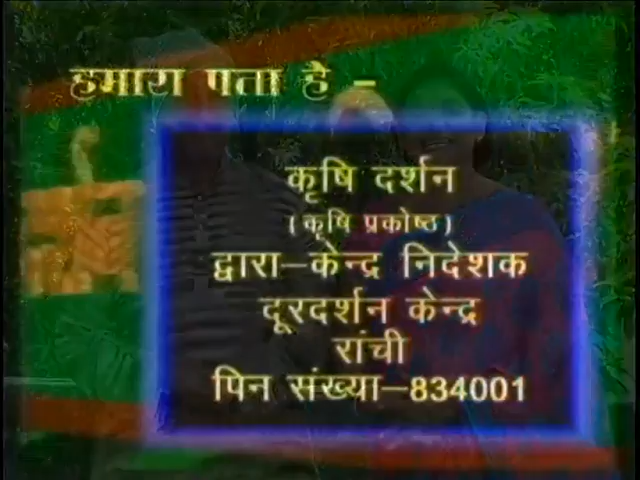 हमारा पता है -
कृषि दर्शन
(कृषि प्रकोष्ठ)
द्वारा-केन्द्र निदेशक
दूरदर्शन केन्द्र
रांची
पिन संख्या-834001